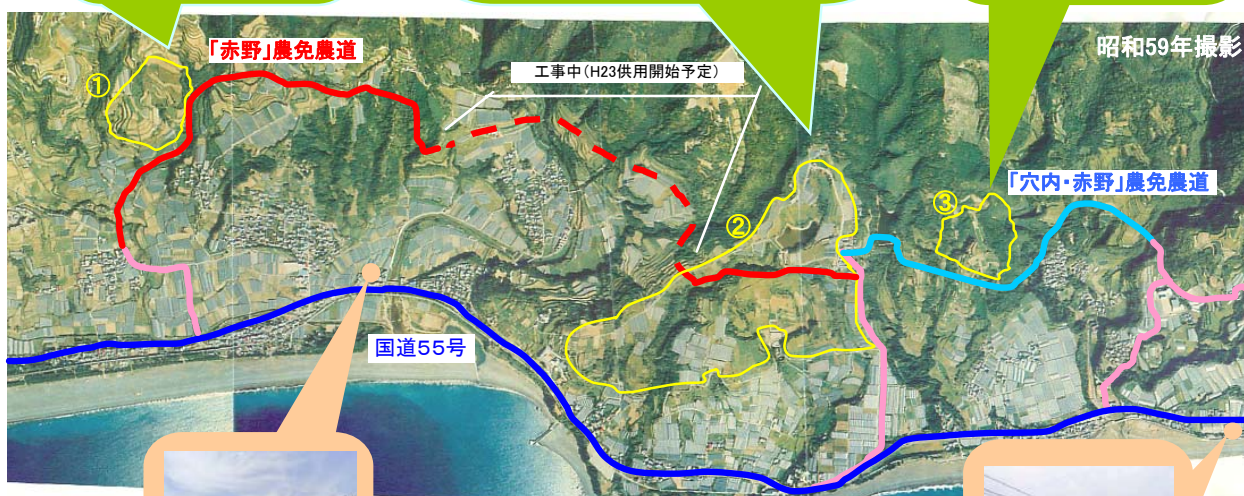 「赤野」農免農道
昭和59年撮影
工事中（H23供用開始予定）
①
「穴内・赤野」農免農道
③
②
国道55号